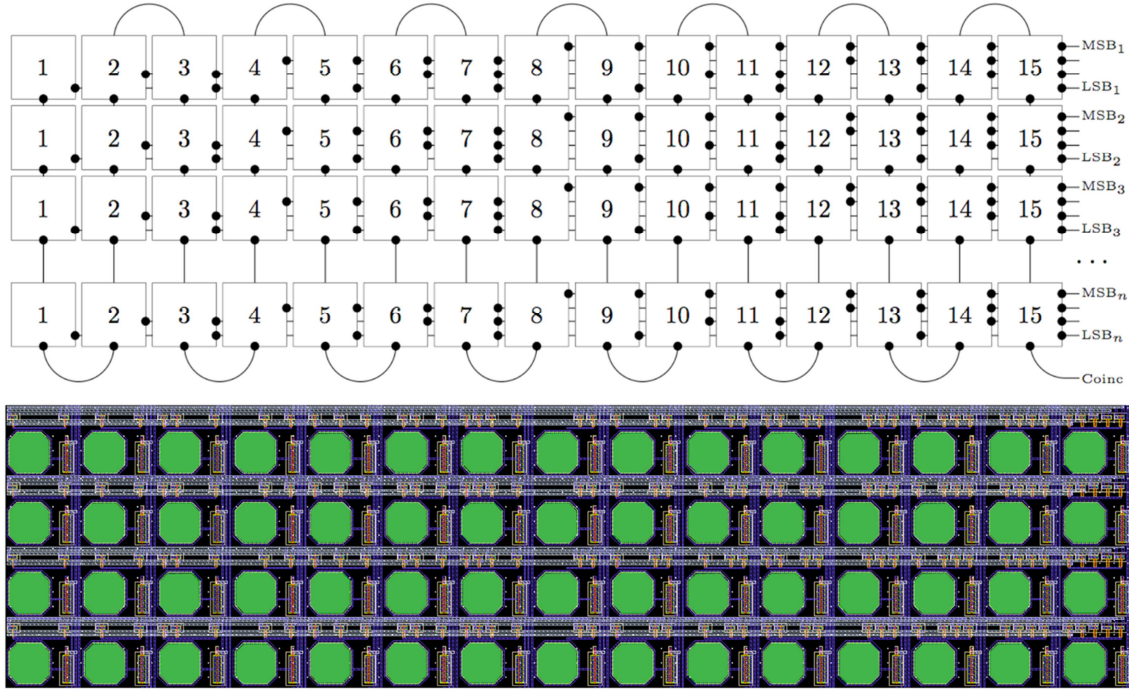 1 2 3 4 5 6 7 8 9 10 11 12 13 14 15 MSB₁
LSB₁
1 2 3 4 5 6 7 8 9 10 11 12 13 14 15 MSB₂
LSB₂
1 2 3 4 5 6 7 8 9 10 11 12 13 14 15 MSB₃
LSB₃
...
1 2 3 4 5 6 7 8 9 10 11 12 13 14 15 MSBₙ
LSBₙ
Coinc